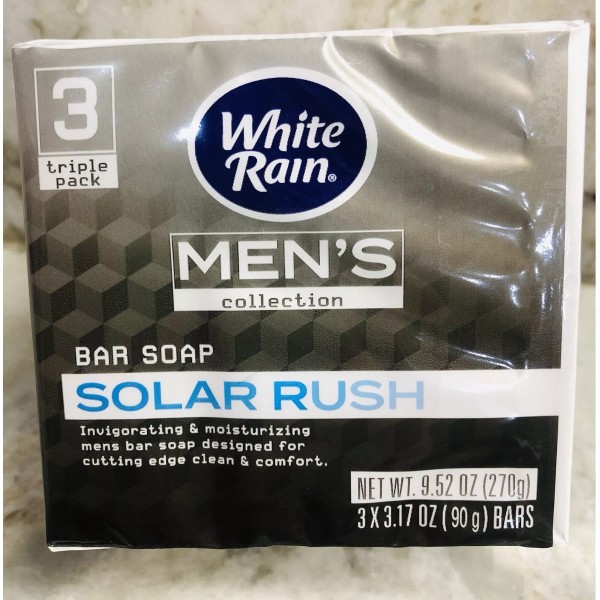 3
triple
pack
White
Rain®
MEN'S
collection
BAR SOAP
SOLAR RUSH
Invigorating & moisturizing
mens bar soap designed for
cutting edge clean & comfort.
NET WT. 9.52 OZ (270g)
3 X 3.17 OZ (90 g) BARS